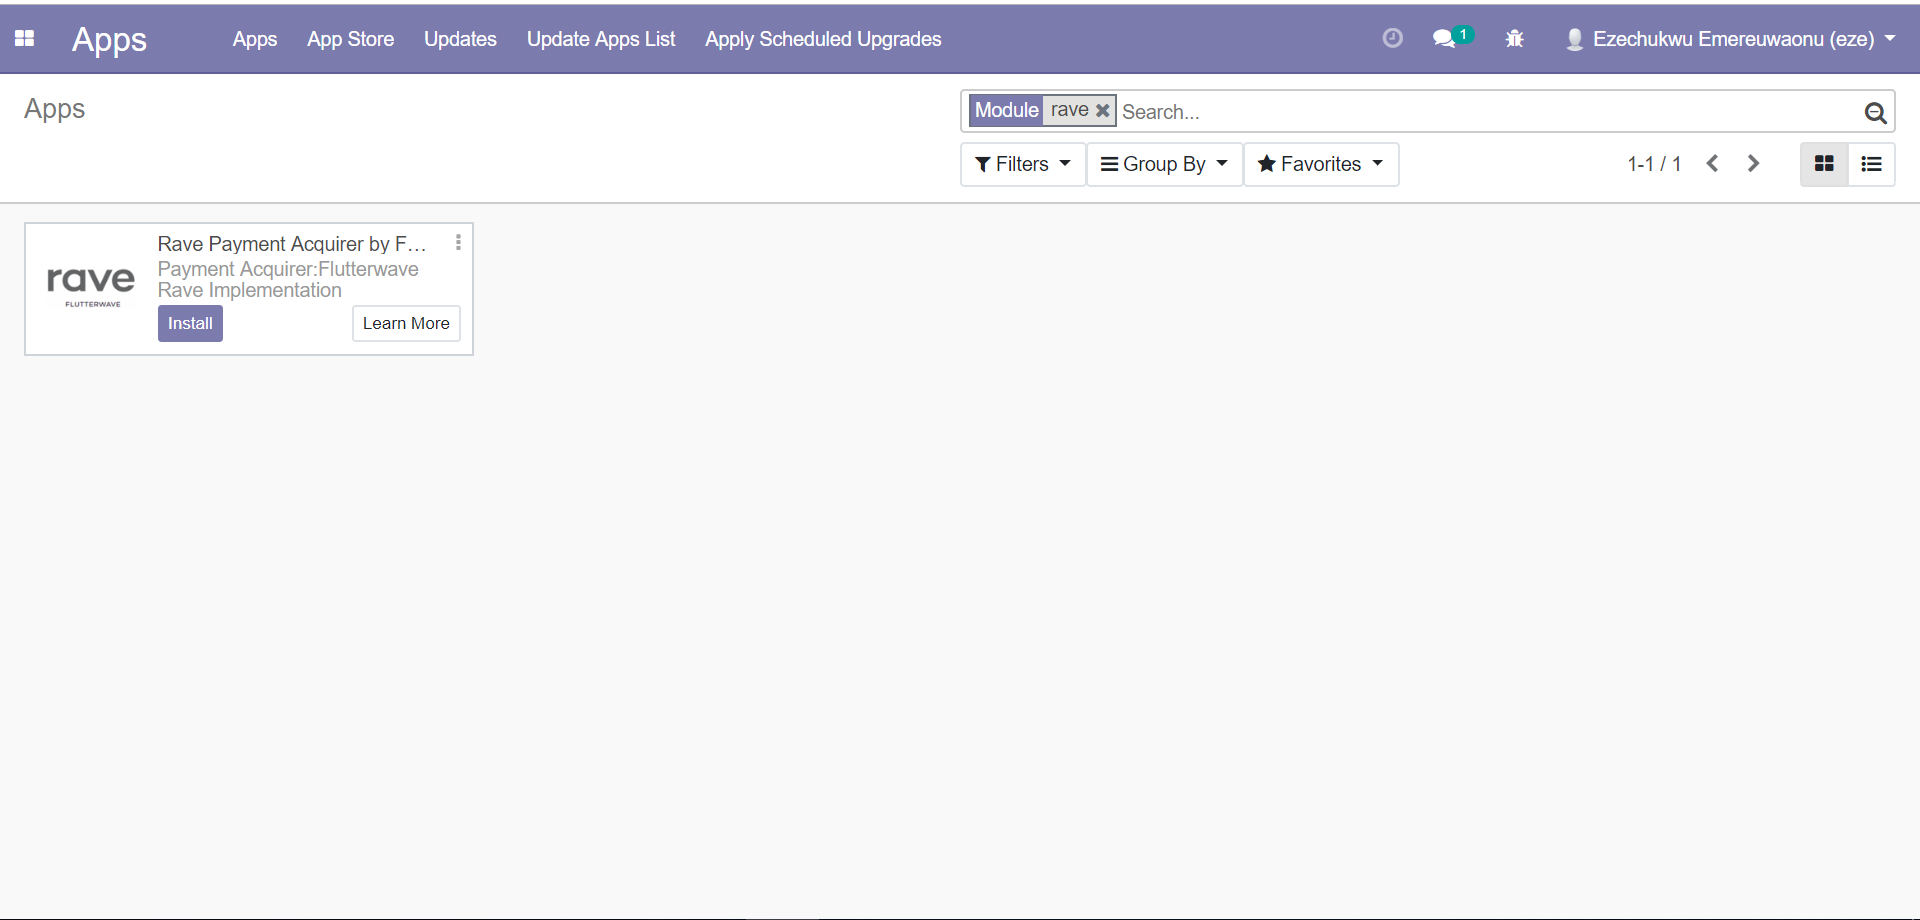 Apps Apps App Store Updates Update Apps List Apply Scheduled Upgrades 1 Ezechukwu Emereuwaonu (eze)
Apps
Module rave Search...
Filters Group By Favorites 1-1 / 1
rave
FLUTTERWAVE
Rave Payment Acquirer by F...
Payment Acquirer:Flutterwave
Rave Implementation
Install Learn More